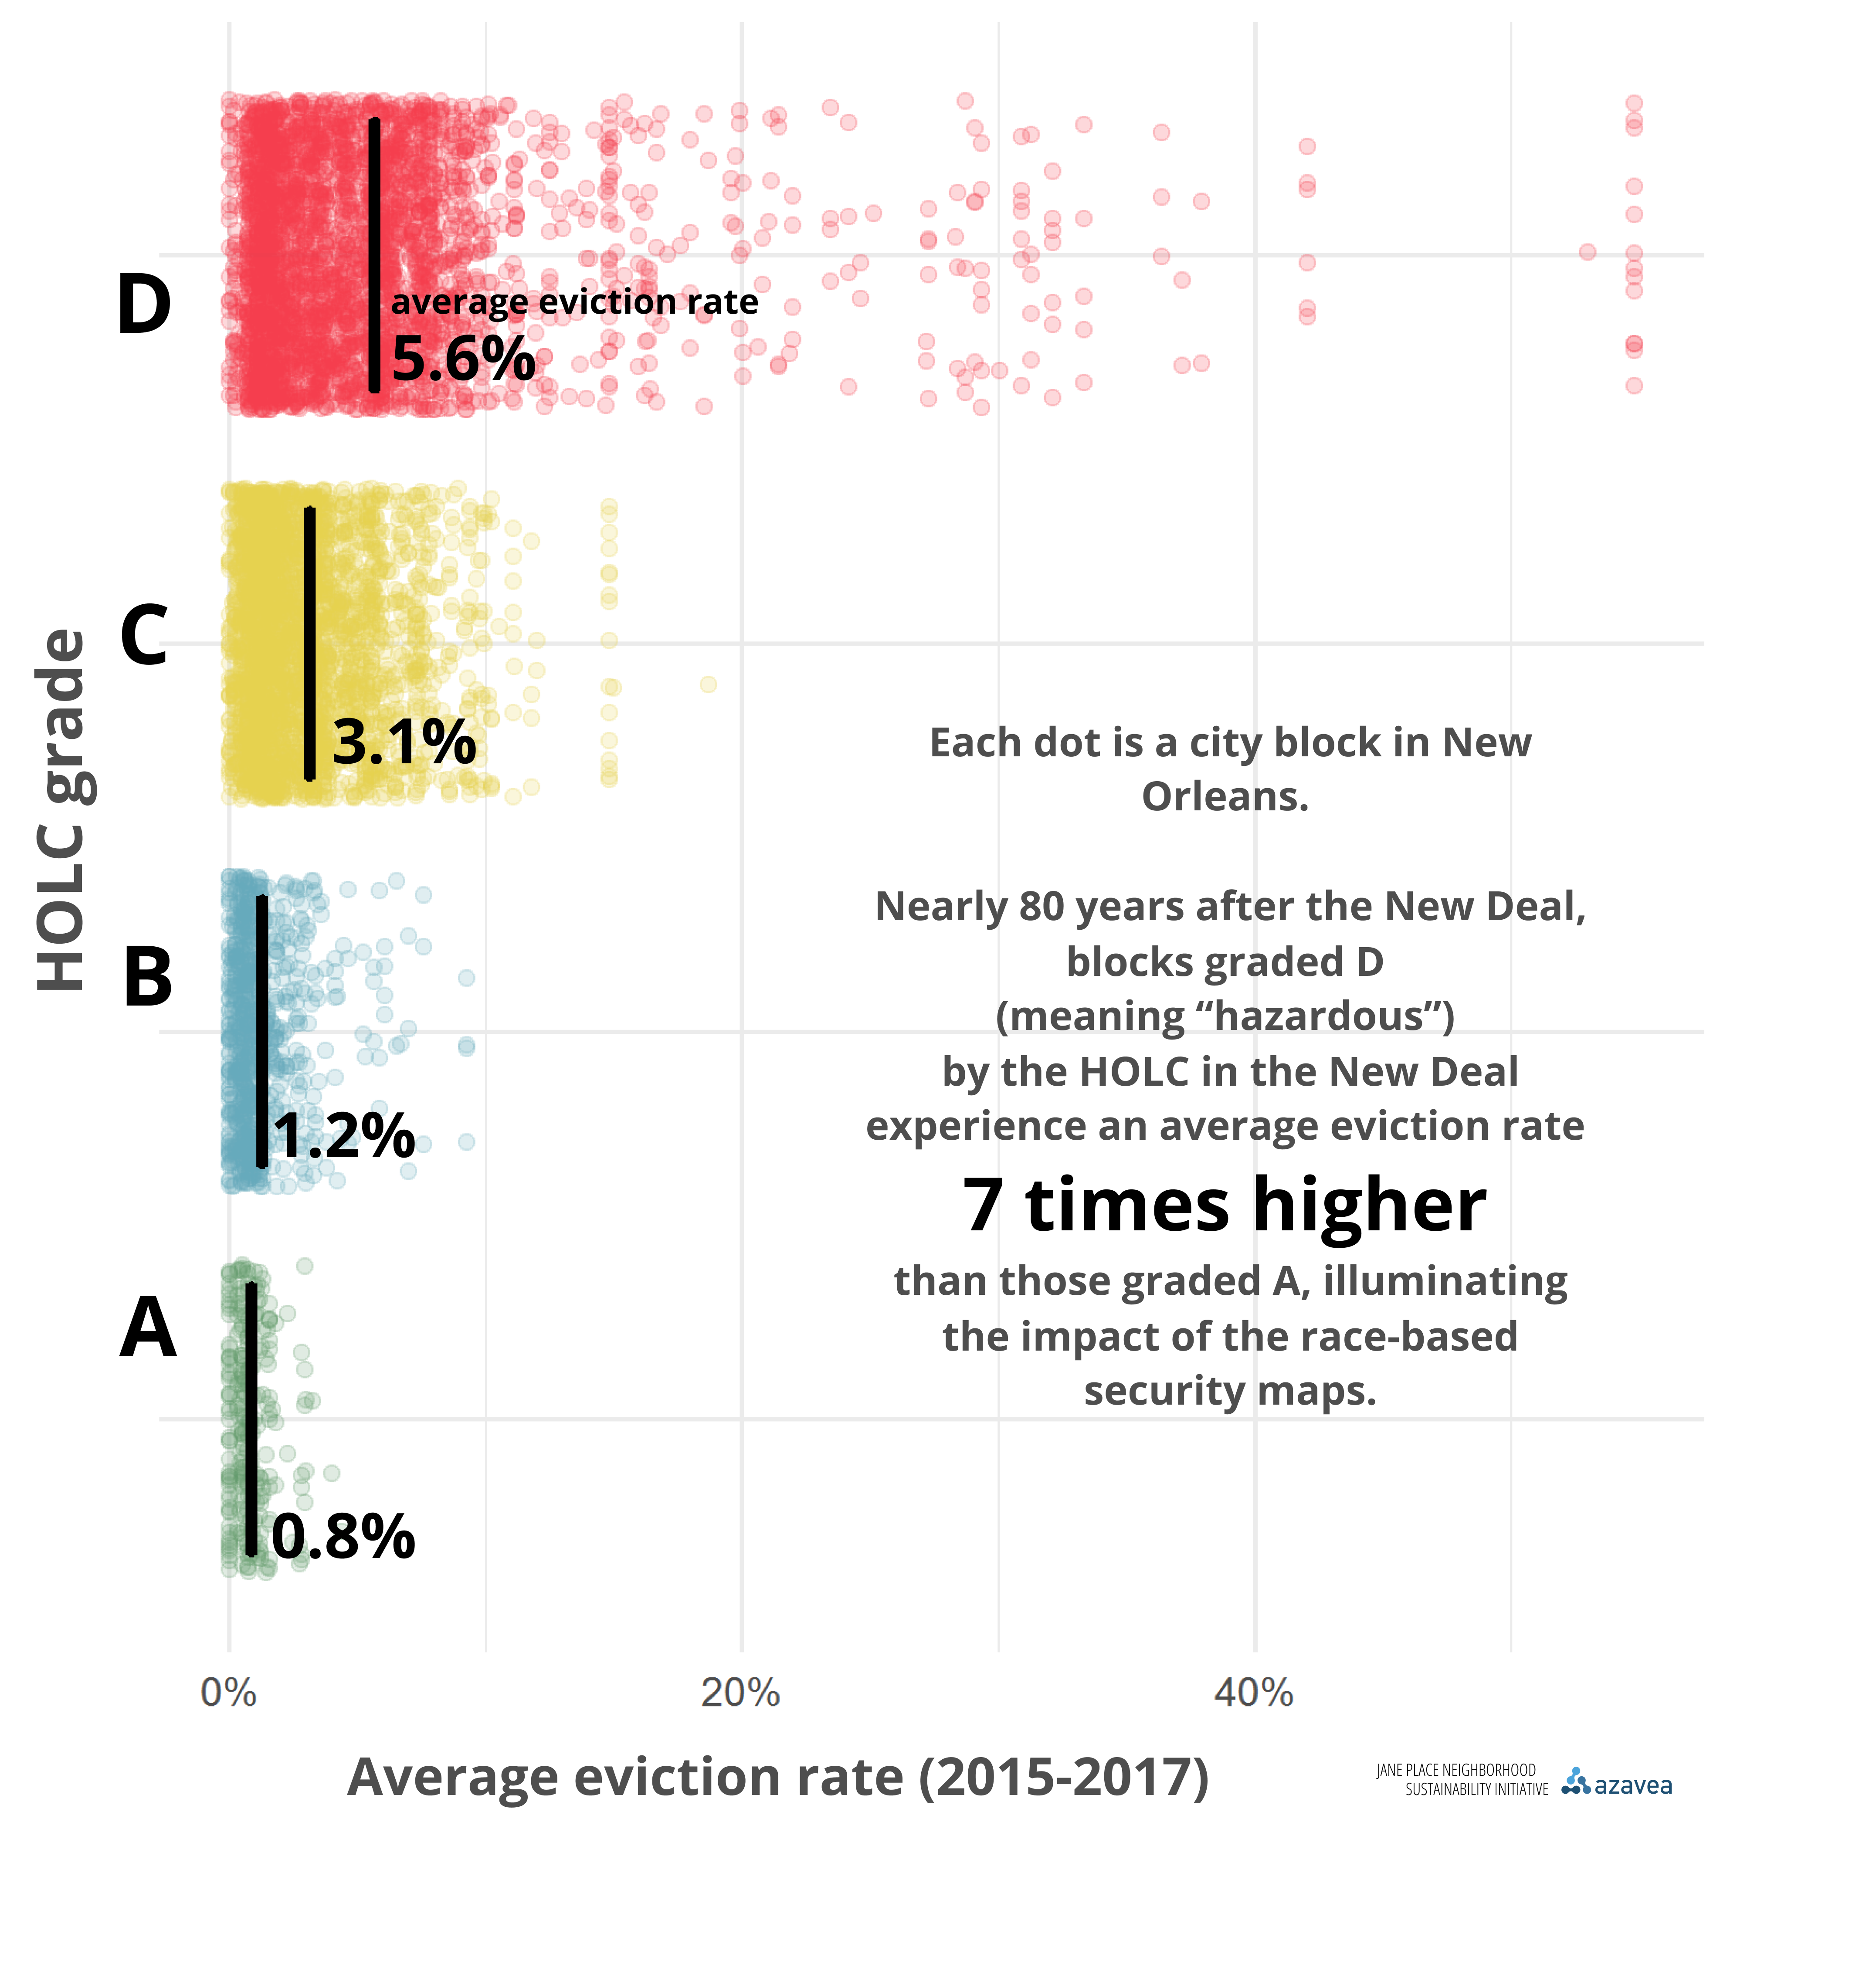 D
average eviction rate
5.6%
C
3.1%
HOLC grade
B
1.2%
A
0.8%
Each dot is a city block in New
Orleans.
Nearly 80 years after the New Deal,
blocks graded D
(meaning “hazardous”)
by the HOLC in the New Deal
experience an average eviction rate
7 times higher
than those graded A, illuminating
the impact of the race-based
security maps.
0%
20%
40%
Average eviction rate (2015-2017)
JANE PLACE NEIGHBORHOOD
SUSTAINABILITY INITIATIVE
azavea